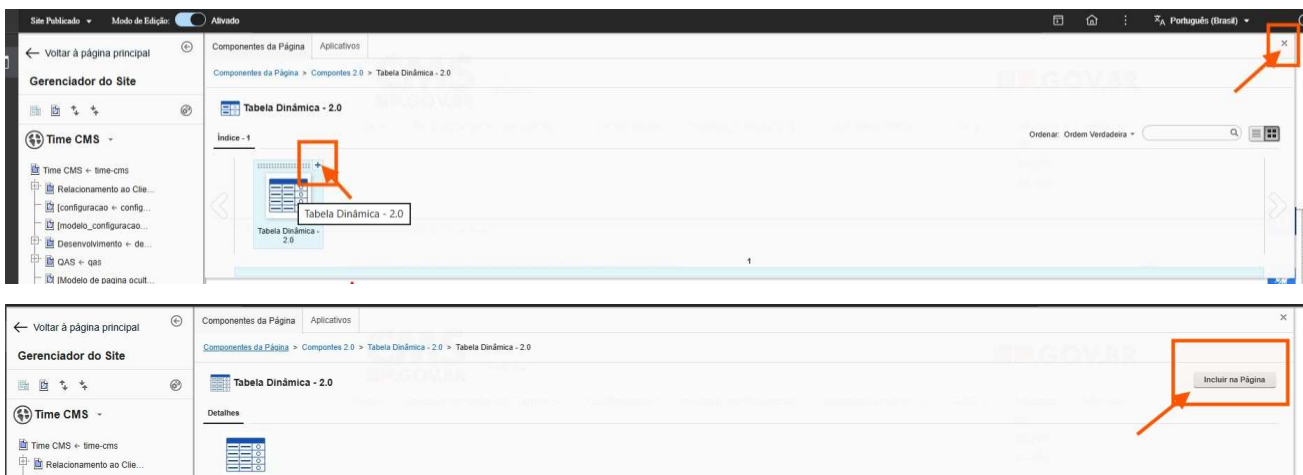 Site Publicado Modo de Edição: Ativado Português (Brasil)
Voltar à página principal
Gerenciador do Site
Time CMS
Time CMS ← time-cms
Relacionamento ao Clie...
[configuracao ← config...
[modelo_configuracao...
Desenvolvimento ← de...
QAS ← qas
[Modelo de pagina ocult...
Componentes da Página Aplicativos
Componentes da Página > Compontes 2.0 > Tabela Dinâmica - 2.0
Tabela Dinâmica - 2.0
Índice - 1 Ordenar: Ordem Verdadeira
Tabela Dinâmica - 2.0
Tabela Dinâmica -
2.0
1
Voltar à página principal
Gerenciador do Site
Time CMS
Time CMS ← time-cms
Relacionamento ao Clie...
Componentes da Página Aplicativos
Componentes da Página > Compontes 2.0 > Tabela Dinâmica - 2.0 > Tabela Dinâmica - 2.0
Tabela Dinâmica - 2.0 Incluir na Página
Detalhes